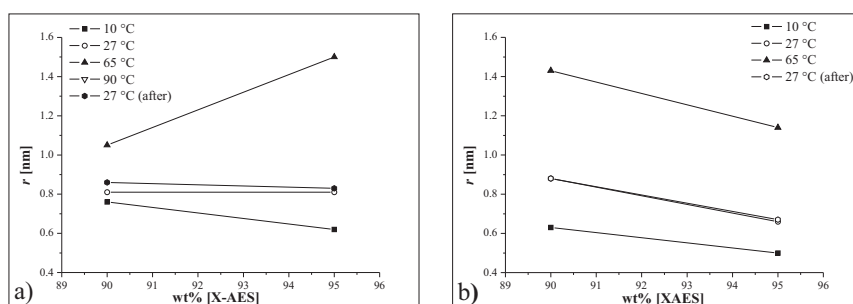 10 °C
27 °C
65 °C
90 °C
27 °C (after)
1.6
1.4
1.2
1.0
0.8
0.6
0.4
r [nm]
89 90 91 92 93 94 95 96
wt% [X-AES]
a)
10 °C
27 °C
65 °C
27 °C (after)
1.6
1.4
1.2
1.0
0.8
0.6
0.4
r [nm]
89 90 91 92 93 94 95 96
wt% [XAES]
b)